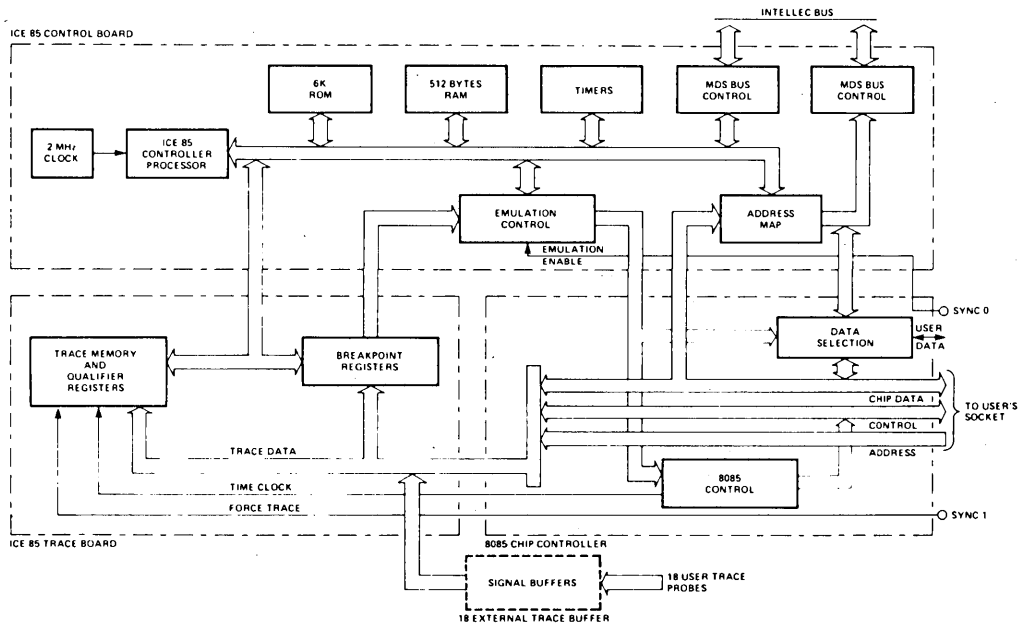 INTELLEC BUS
ICE 85 CONTROL BOARD
6K
ROM
512 BYTES
RAM
TIMERS
MDS BUS
CONTROL
MDS BUS
CONTROL
2 MHz
CLOCK
ICE 85
CONTROLLER
PROCESSOR
EMULATION
CONTROL
ADDRESS
MAP
EMULATION
ENABLE
SYNC 0
TRACE MEMORY
AND
QUALIFIER
REGISTERS
BREAKPOINT
REGISTERS
DATA
SELECTION
USER
DATA
CHIP DATA
CONTROL
ADDRESS
TO USER'S
SOCKET
TRACE DATA
TIME CLOCK
FORCE TRACE
8085
CONTROL
SYNC 1
ICE 85 TRACE BOARD
8085 CHIP CONTROLLER
SIGNAL BUFFERS
18 USER TRACE
PROBES
18 EXTERNAL TRACE BUFFER